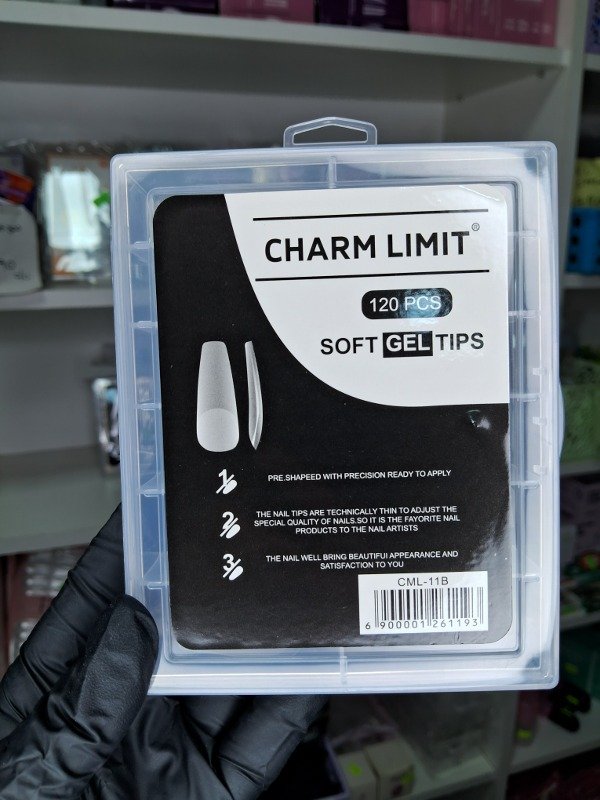 CHARM LIMIT®
120 PCS
SOFT GEL TIPS
1
PRE.SHAPEED WITH PRECISION READY TO APPLY
2
THE NAIL TIPS ARE TECHNICALLY THIN TO ADJUST THE
SPECIAL QUALITY OF NAILS.SO IT IS THE FAYORITE NAIL
PRODUCTS TO THE NAIL ARTISTS
3
THE NAIL WELL BRING BEAUTIFUI APPEARANCE AND
SATISFACTION TO YOU
CML-11B
6 900001 261193